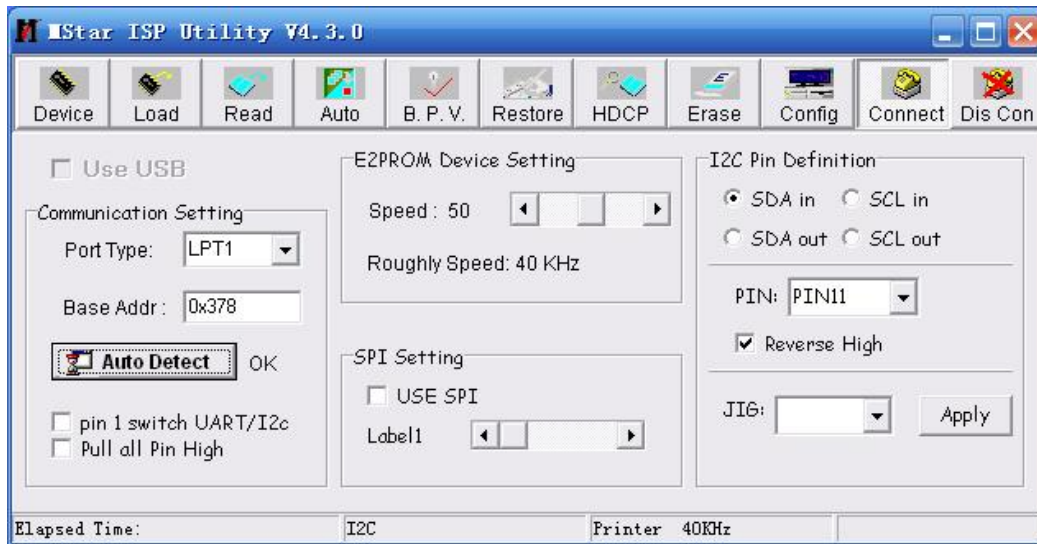 MStar ISP Utility V4.3.0
Device Load Read Auto B. P. V. Restore HDCP Erase Config Connect Dis Con
Use USB
Communication Setting
Port Type: LPT1
Base Addr : 0x378
Auto Detect OK
pin 1 switch UART/I2c
Pull all Pin High
E2PROM Device Setting
Speed : 50
Roughly Speed: 40 KHz
SPI Setting
USE SPI
Label1
I2C Pin Definition
SDA in SCL in
SDA out SCL out
PIN: PIN11
Reverse High
JIG: Apply
Elapsed Time: I2C Printer 40KHz